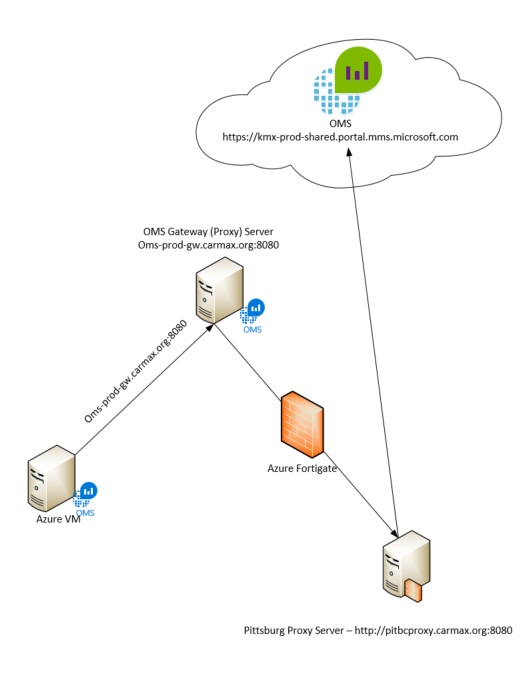 OMS
https://kmx-prod-shared.portal.mms.microsoft.com
OMS Gateway (Proxy) Server
Oms-prod-gw.carmax.org:8080
OMS
Oms-prod-gw.carmax.org:8080
Azure Fortigate
OMS
Azure VM
Pittsburg Proxy Server – http://pitbcproxy.carmax.org:8080